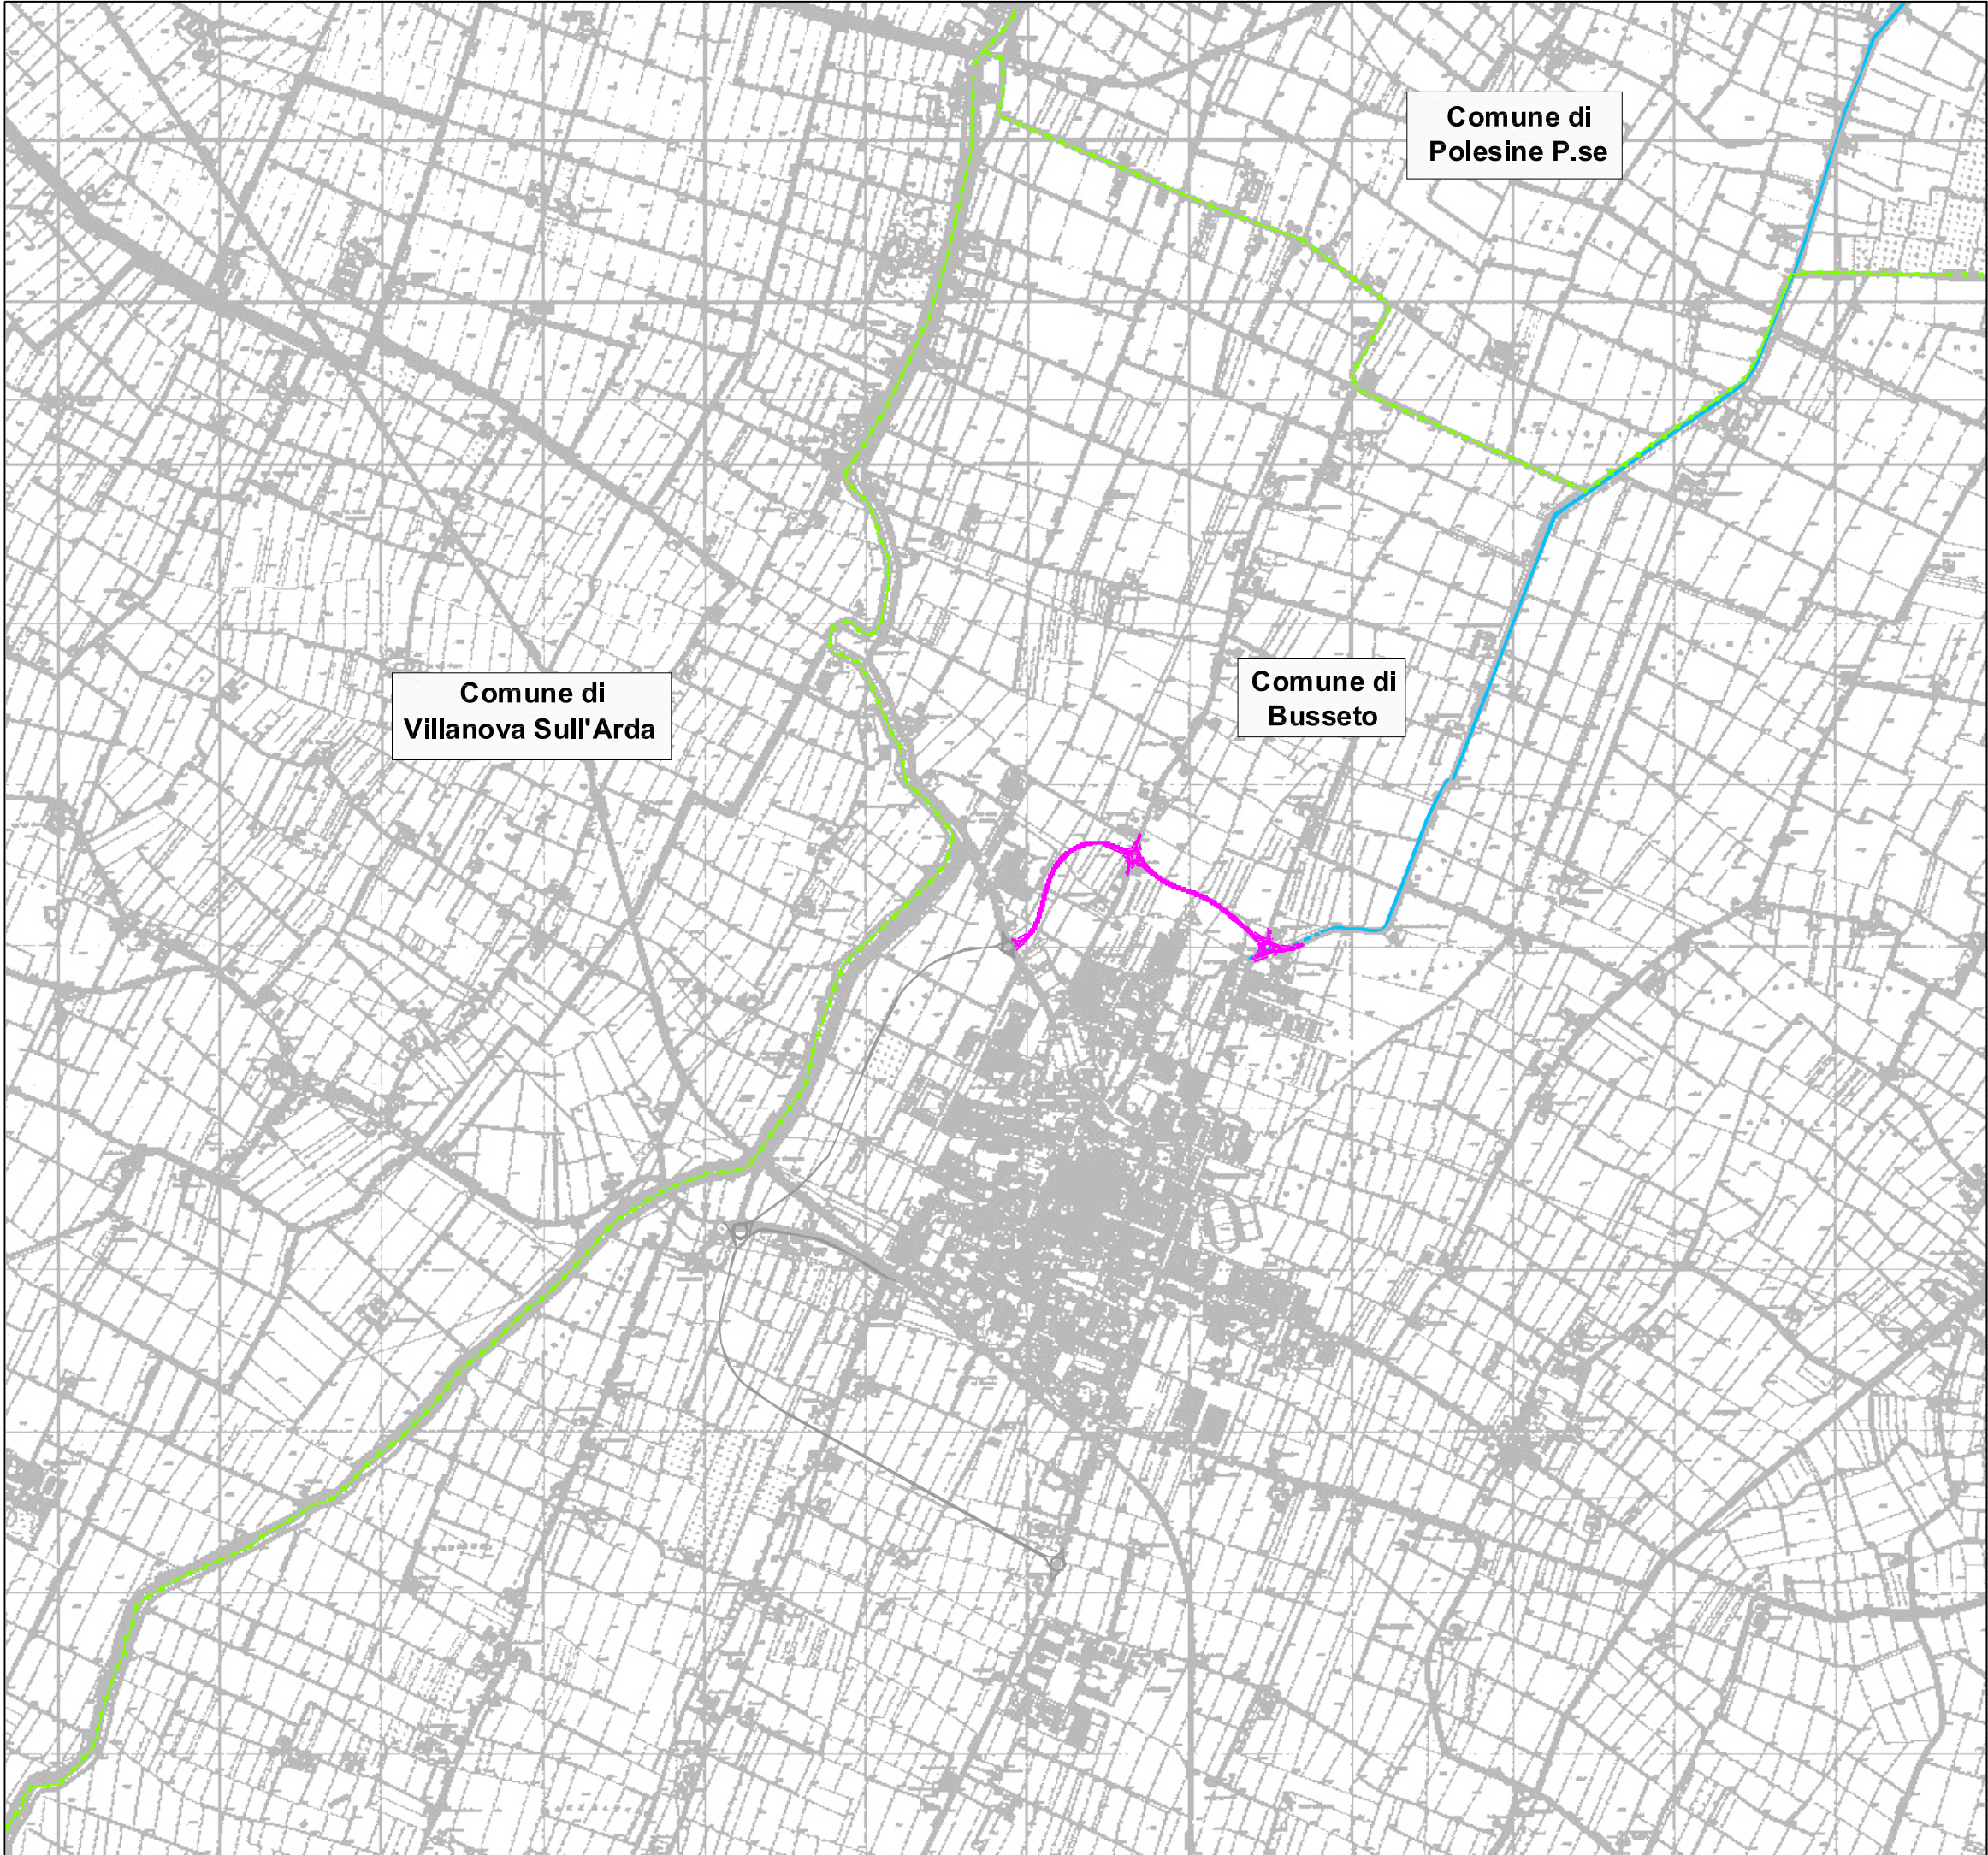 Comune di
Polesine P.se
Comune di
Busseto
Comune di
Villanova Sull'Arda